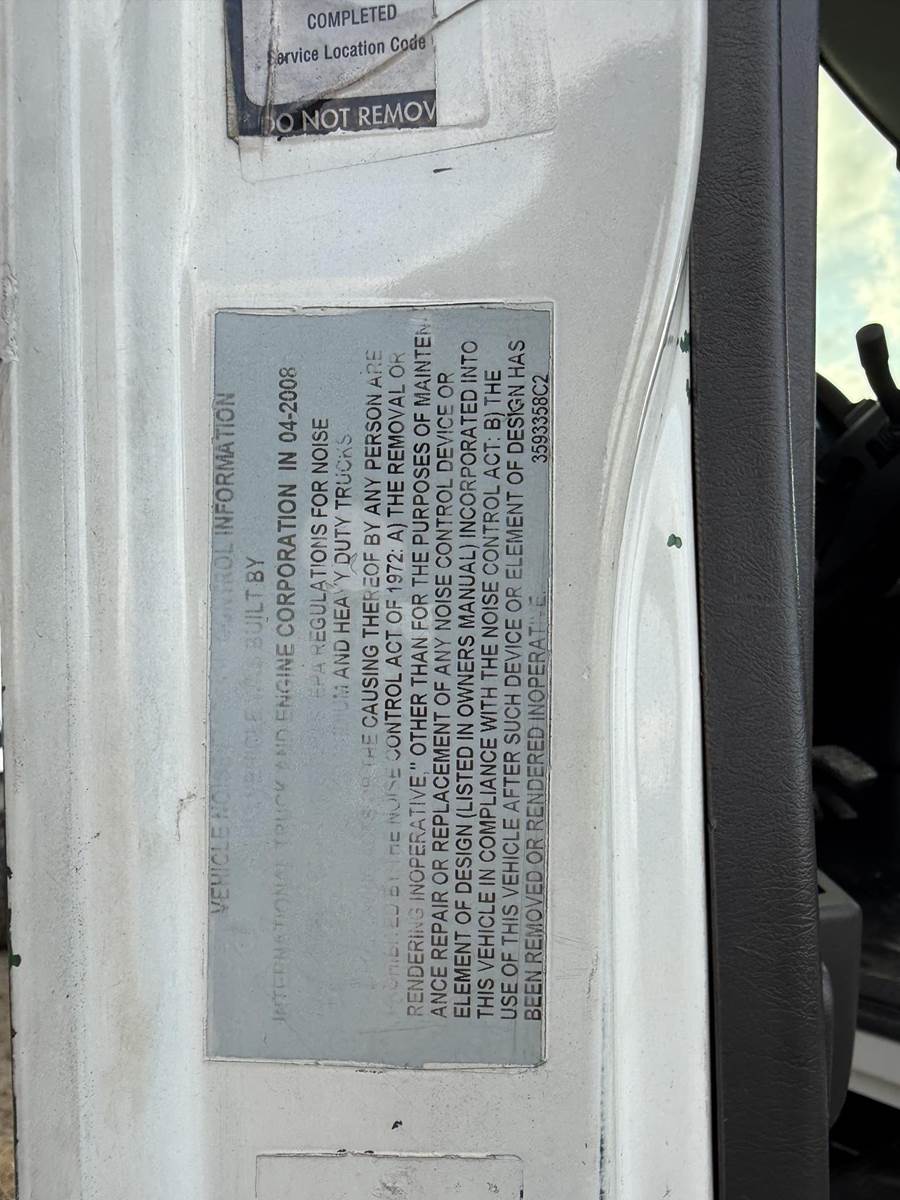 COMPLETED
Service Location Code
DO NOT REMOV
VEHICLE NOISE CONTROL INFORMATION
BUILT BY
INTERNATIONAL TRUCK AND ENGINE CORPORATION IN 04-2008
EPA REGULATIONS FOR NOISE
AND HEAVY DUTY TRUCKS
THE CAUSING THEREOF BY ANY PERSON ARE
PROHIBITED BY THE NOISE CONTROL ACT OF 1972: A) THE REMOVAL OR
RENDERING INOPERATIVE," OTHER THAN FOR THE PURPOSES OF MAINTEN
ANCE REPAIR OR REPLACEMENT OF ANY NOISE CONTROL DEVICE OR
ELEMENT OF DESIGN (LISTED IN OWNERS MANUAL) INCORPORATED INTO
THIS VEHICLE IN COMPLIANCE WITH THE NOISE CONTROL ACT: B) THE
USE OF THIS VEHICLE AFTER SUCH DEVICE OR ELEMENT OF DESIGN HAS
BEEN REMOVED OR RENDERED INOPERATIVE.
3593358C2